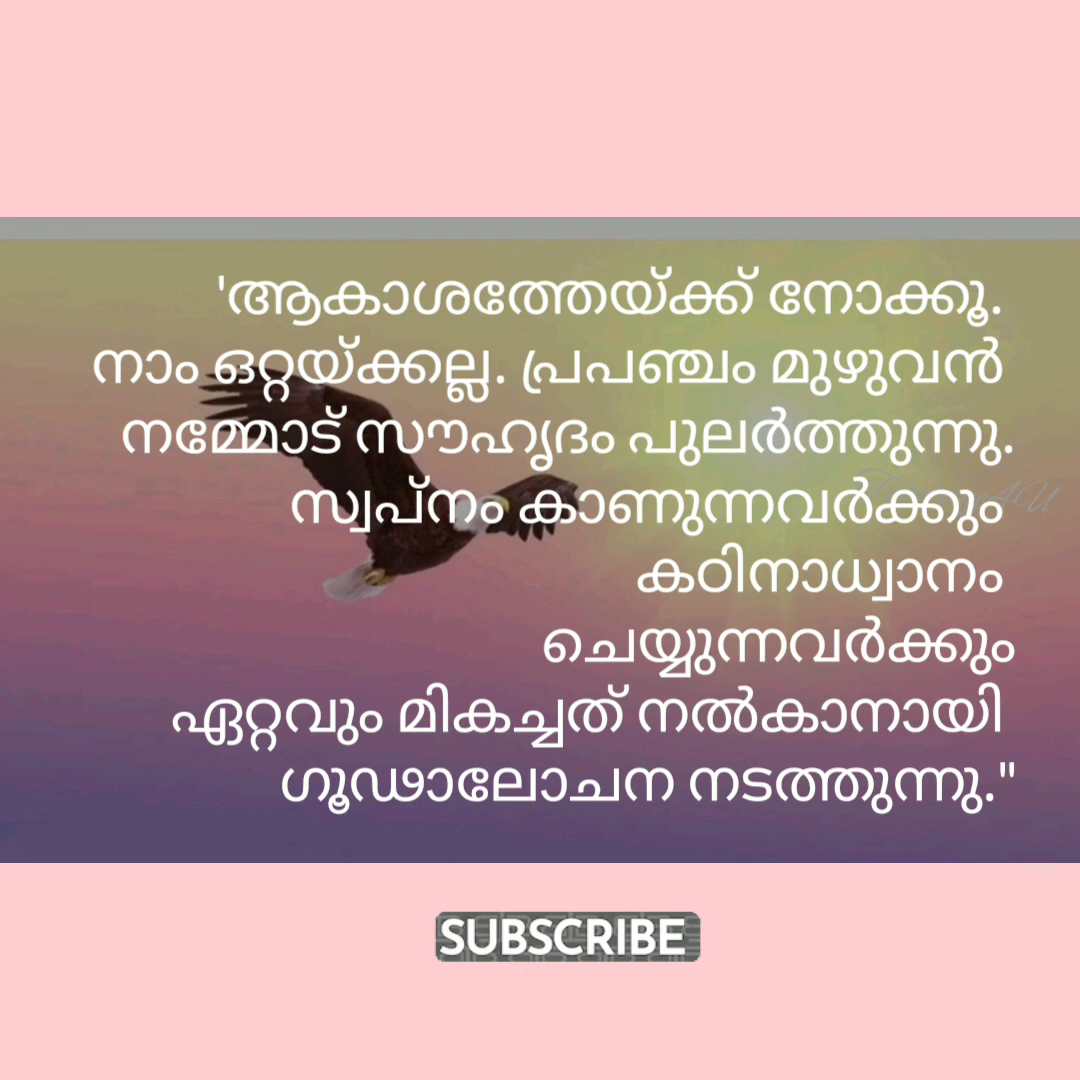 'ആകാശത്തേയ്ക്ക് നോക്കൂ.
നാം ഒറ്റയ്ക്കല്ല. പ്രപഞ്ചം മുഴുവൻ
നമ്മോട് സൗഹൃദം പുലർത്തുന്നു.
സ്വപ്നം കാണുന്നവർക്കും
കഠിനാധ്വാനം
ചെയ്യുന്നവർക്കും
ഏറ്റവും മികച്ചത് നൽകാനായി
ഗൂഢാലോചന നടത്തുന്നു."
SUBSCRIBE